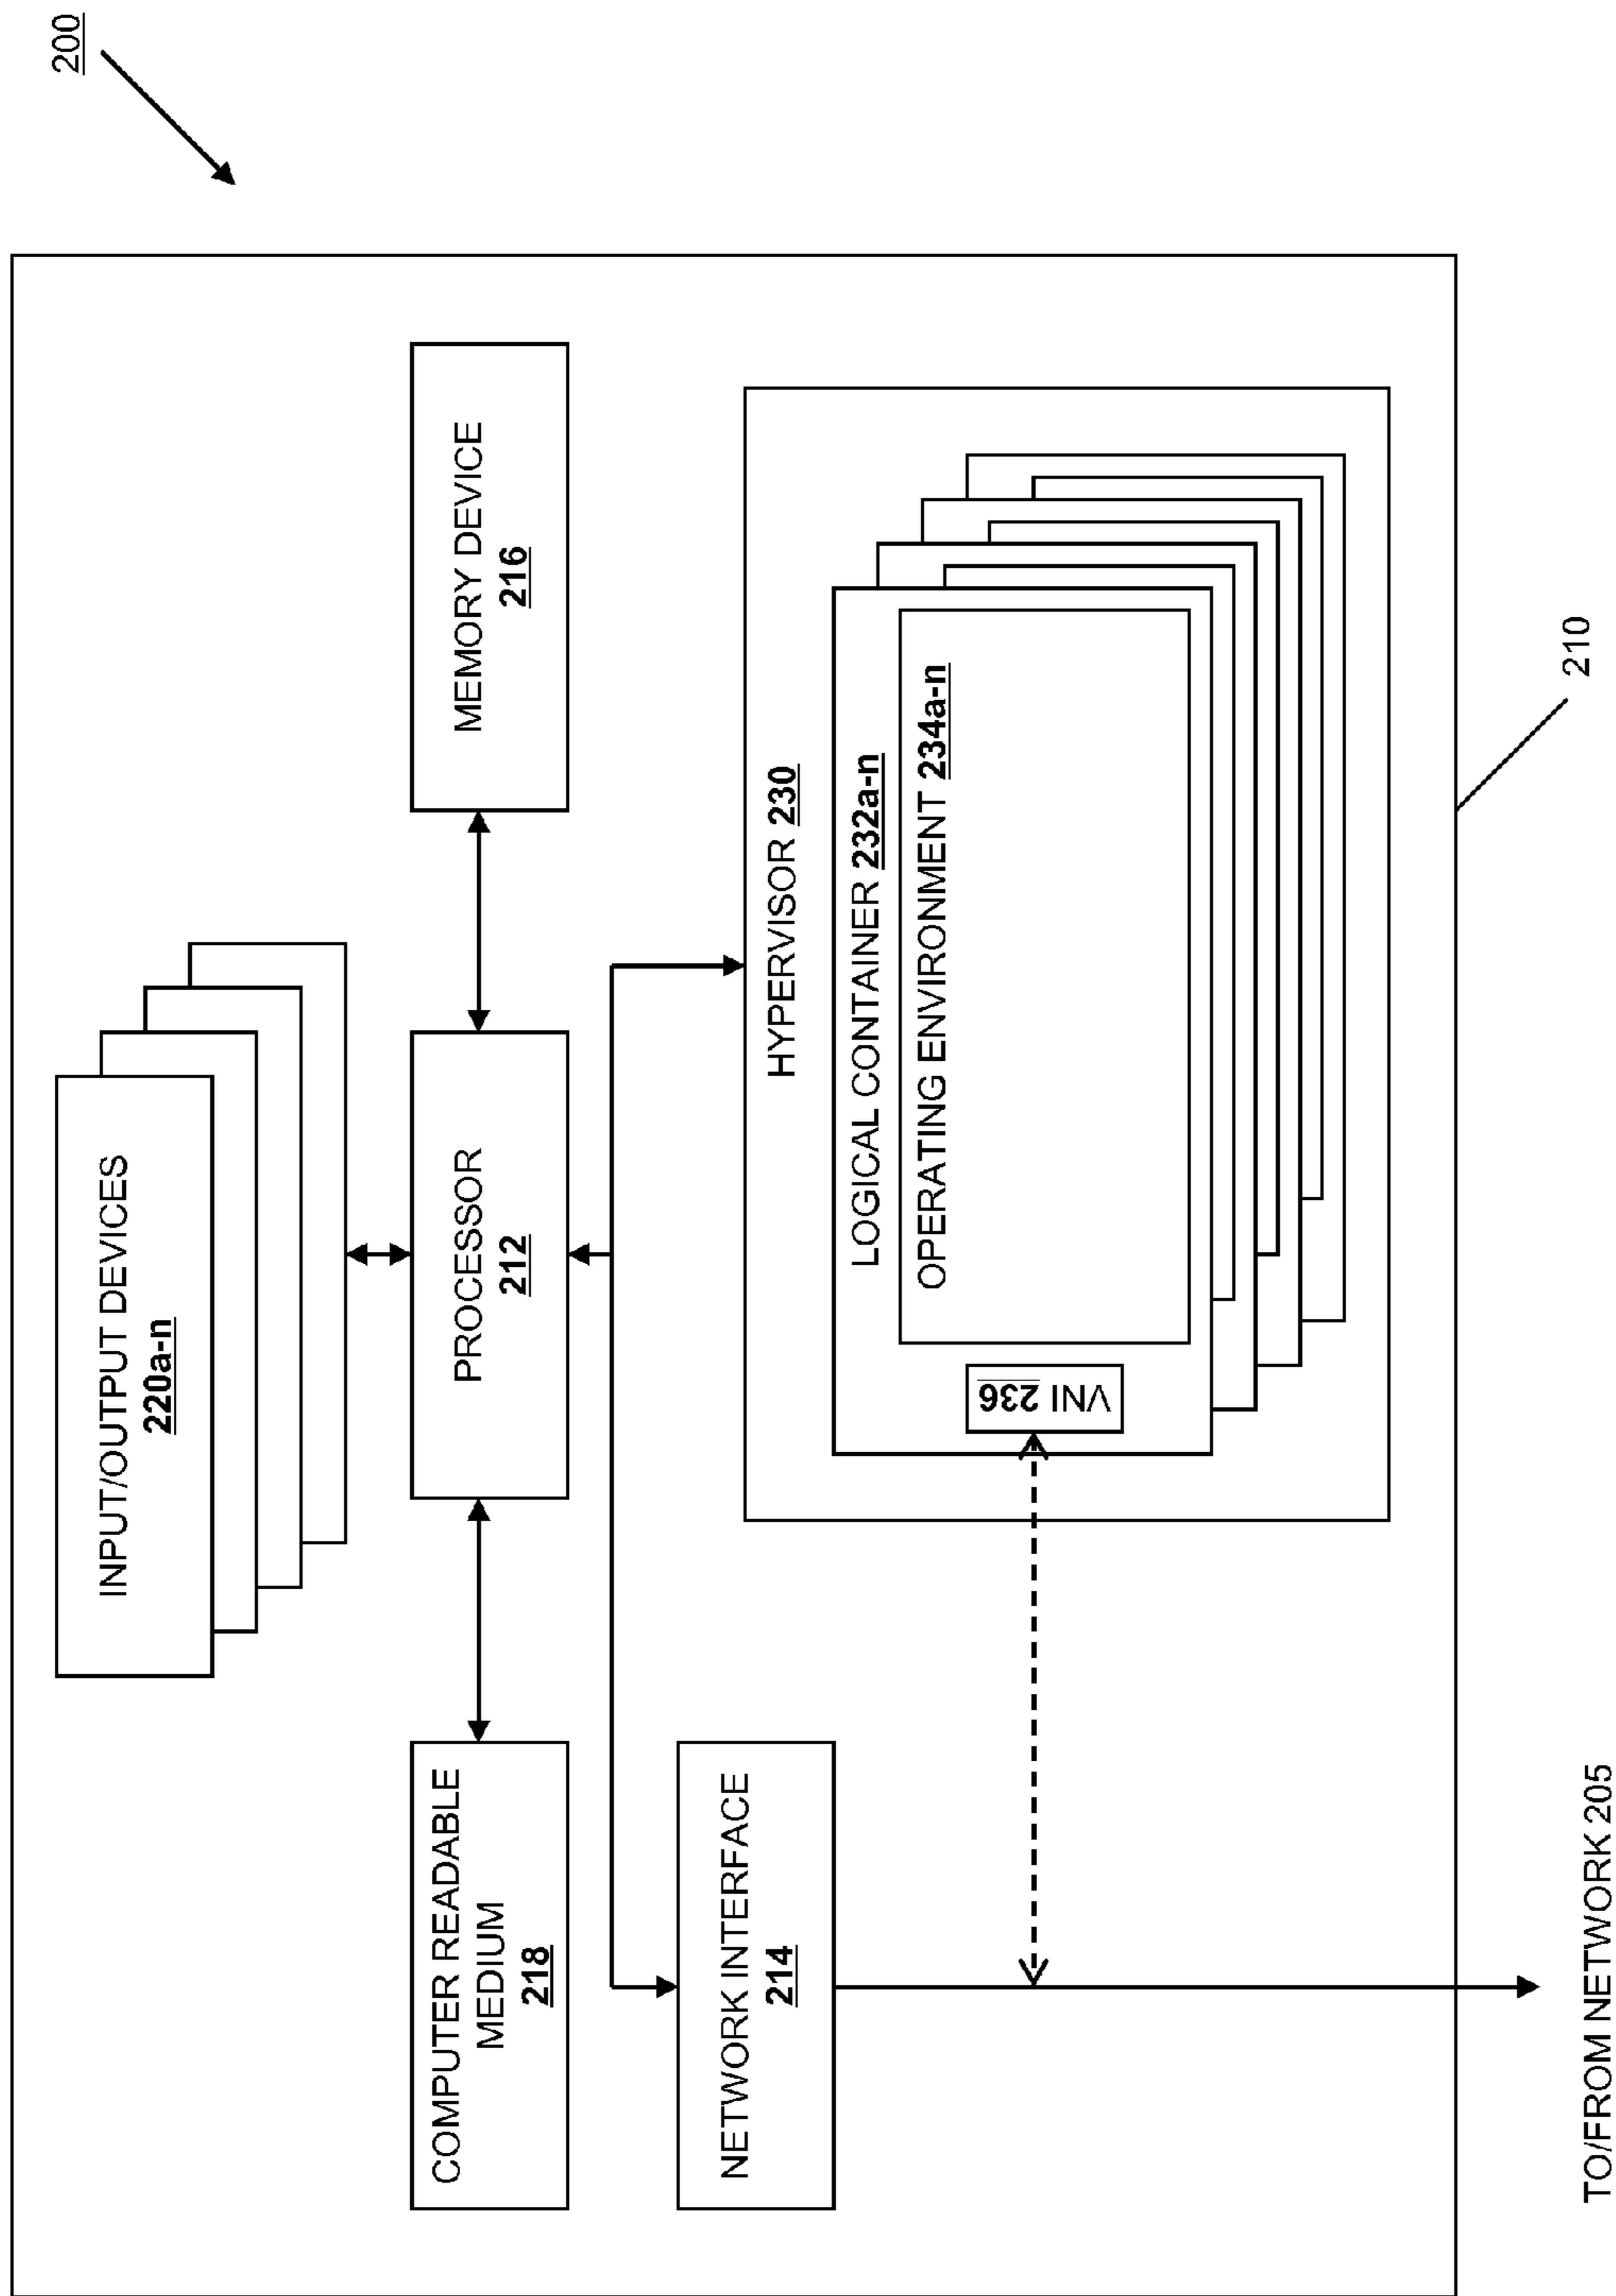 200
INPUT/OUTPUT DEVICES
220a-n
COMPUTER READABLE
MEDIUM
218
PROCESSOR
212
MEMORY DEVICE
216
NETWORK INTERFACE
214
HYPERVISOR 230
LOGICAL CONTAINER 232a-n
OPERATING ENVIRONMENT 234a-n
VNI 236
210
TO/FROM NETWORK 205